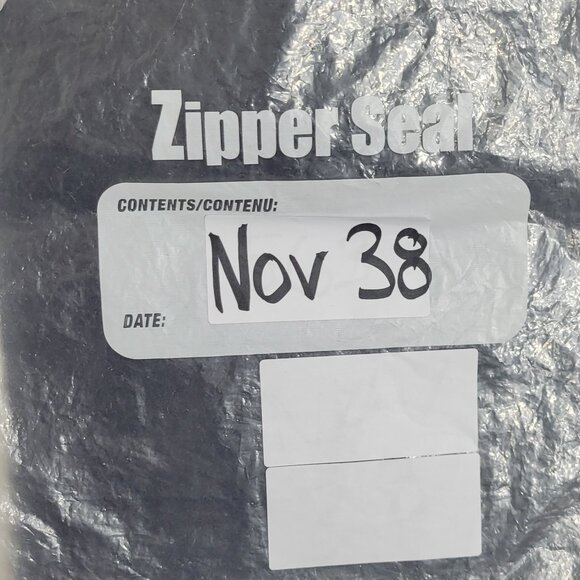 Zipper Seal
CONTENTS/CONTENU:
Nov 38
DATE: